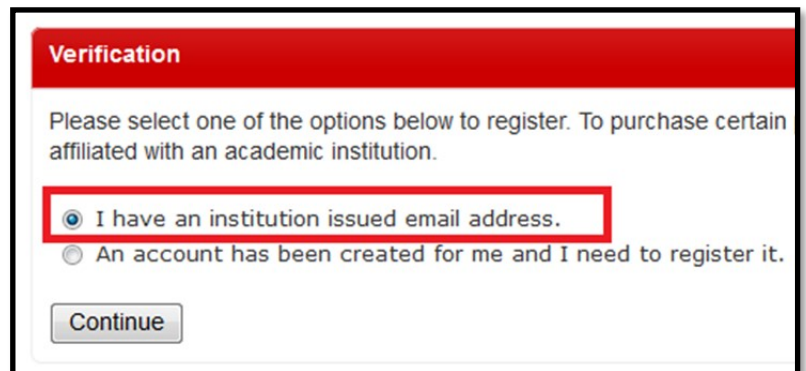 Verification
Please select one of the options below to register. To purchase certain
affiliated with an academic institution.
I have an institution issued email address.
An account has been created for me and I need to register it.
Continue